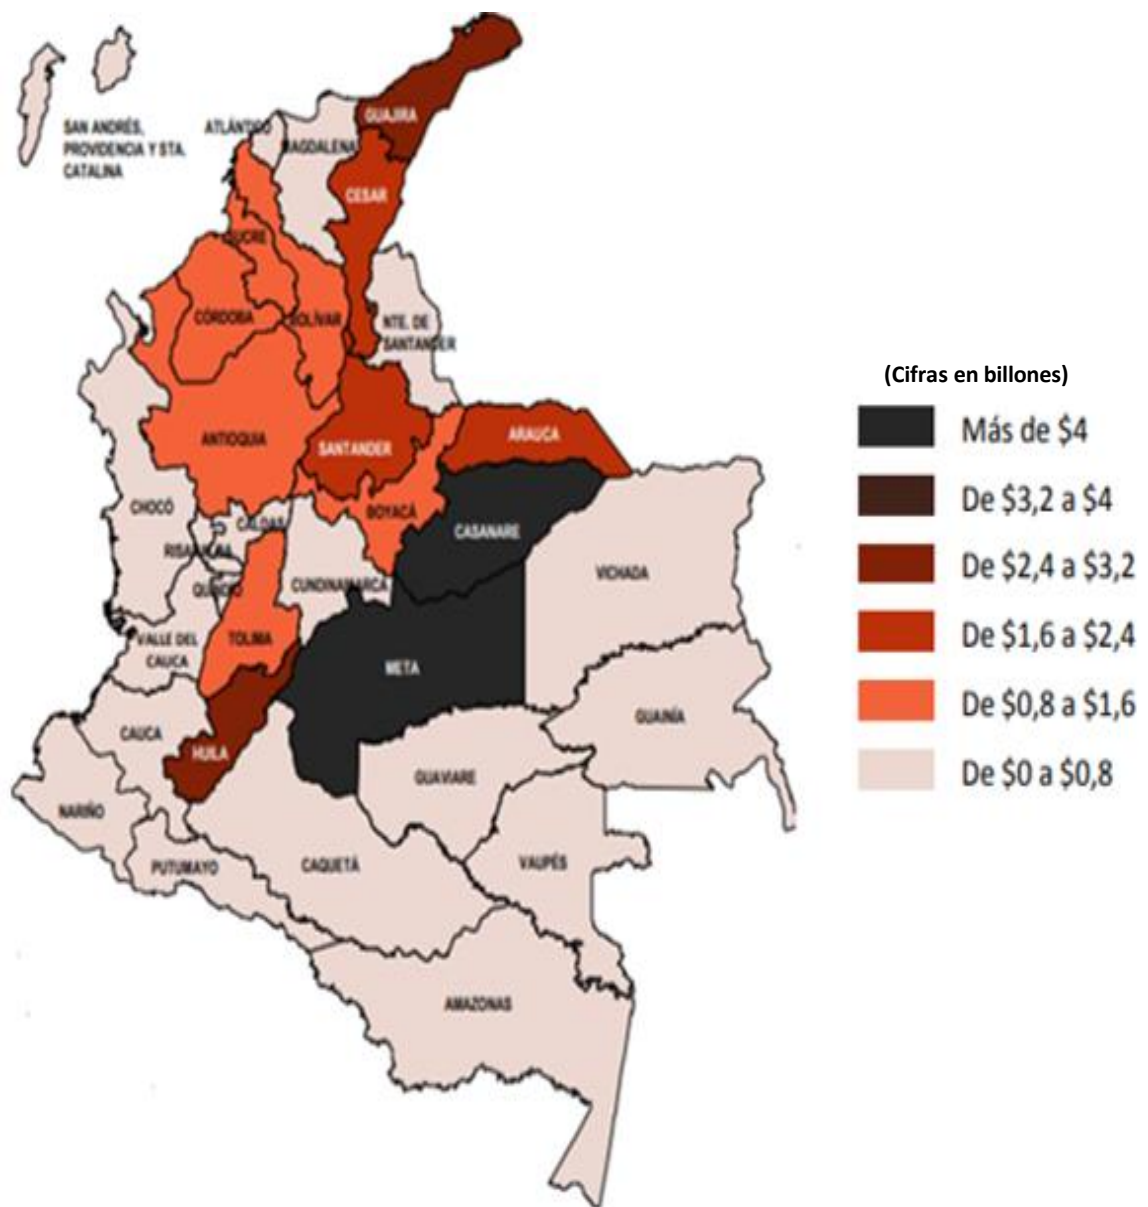 SAN ANDRÉS,
PROVIDENCIA Y STA.
CATALINA
ATLÁNTICO
MAGDALENA
GUAJIRA
CESAR
SUCRE
CÓRDOBA
BOLÍVAR
NTE. DE
SANTANDER
ANTIOQUIA
SANTANDER
ARAUCA
CHOCÓ
CALDAS
BOYACÁ
CASANARE
RISARALDA
QUINDIO
CUNDINAMARCA
VICHADA
VALLE DEL
CAUCA
TOLIMA
META
CAUCA
HUILA
GUAINÍA
GUAVIARE
NARIÑO
PUTUMAYO
CAQUETÁ
VAUPÉS
AMAZONAS
(Cifras en billones)
Más de $4
De $3,2 a $4
De $2,4 a $3,2
De $1,6 a $2,4
De $0,8 a $1,6
De $0 a $0,8